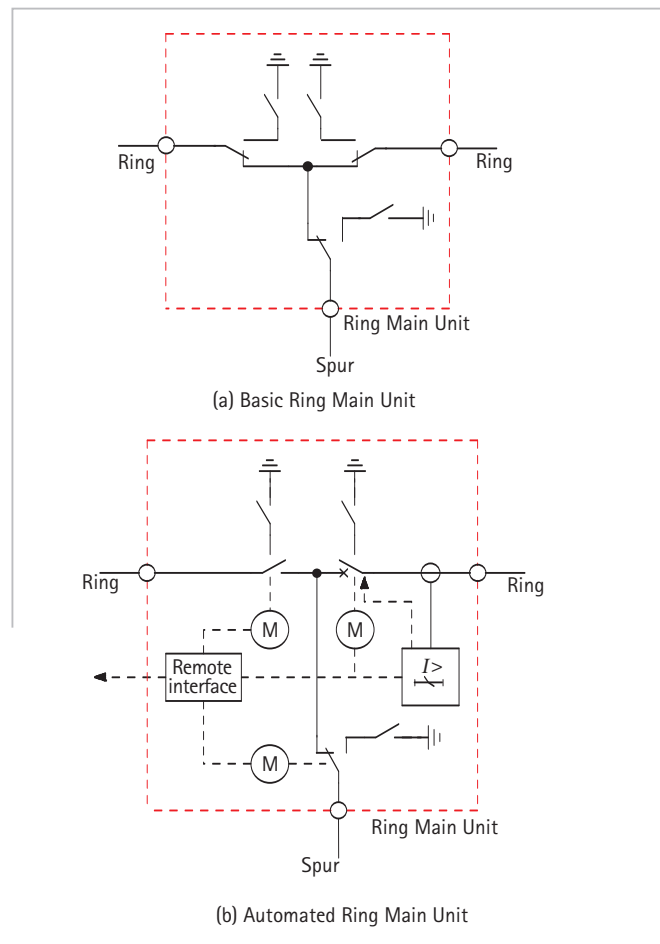 Ring
Ring
Ring Main Unit
Spur
(a) Basic Ring Main Unit
Ring
Ring
M
M
Remote
interface
I>
M
Ring Main Unit
Spur
(b) Automated Ring Main Unit